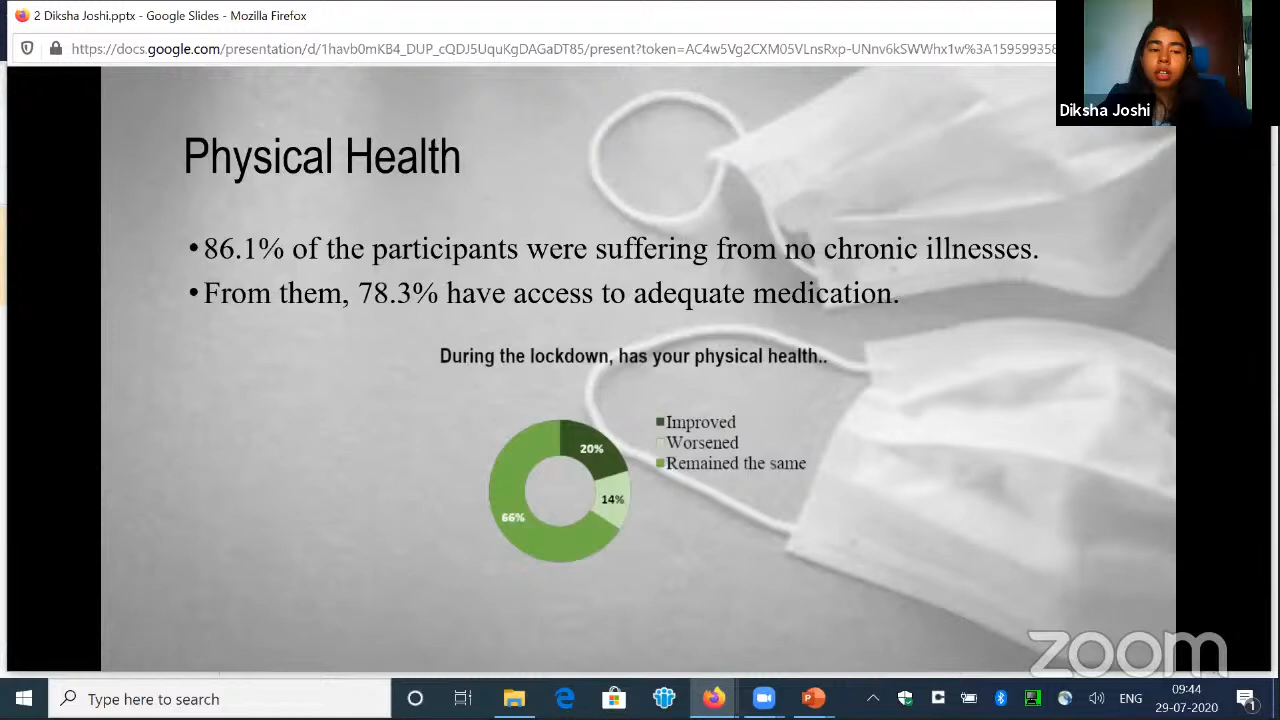 2 Diksha Joshi.pptx - Google Slides - Mozilla Firefox
https://docs.google.com/presentation/d/1havb0mKB4_DUP_cQDJ5UquKgDAGaDT85/present?token=AC4w5Vg2CXM05VLnsRxp-UNnv6kSWWhx1w%3A159599358
Diksha Joshi
Physical Health
• 86.1% of the participants were suffering from no chronic illnesses.
• From them, 78.3% have access to adequate medication.
During the lockdown, has your physical health..
Improved
Worsened
Remained the same
20%
14%
66%
zoom
Type here to search
ENG
09:44
29-07-2020
1